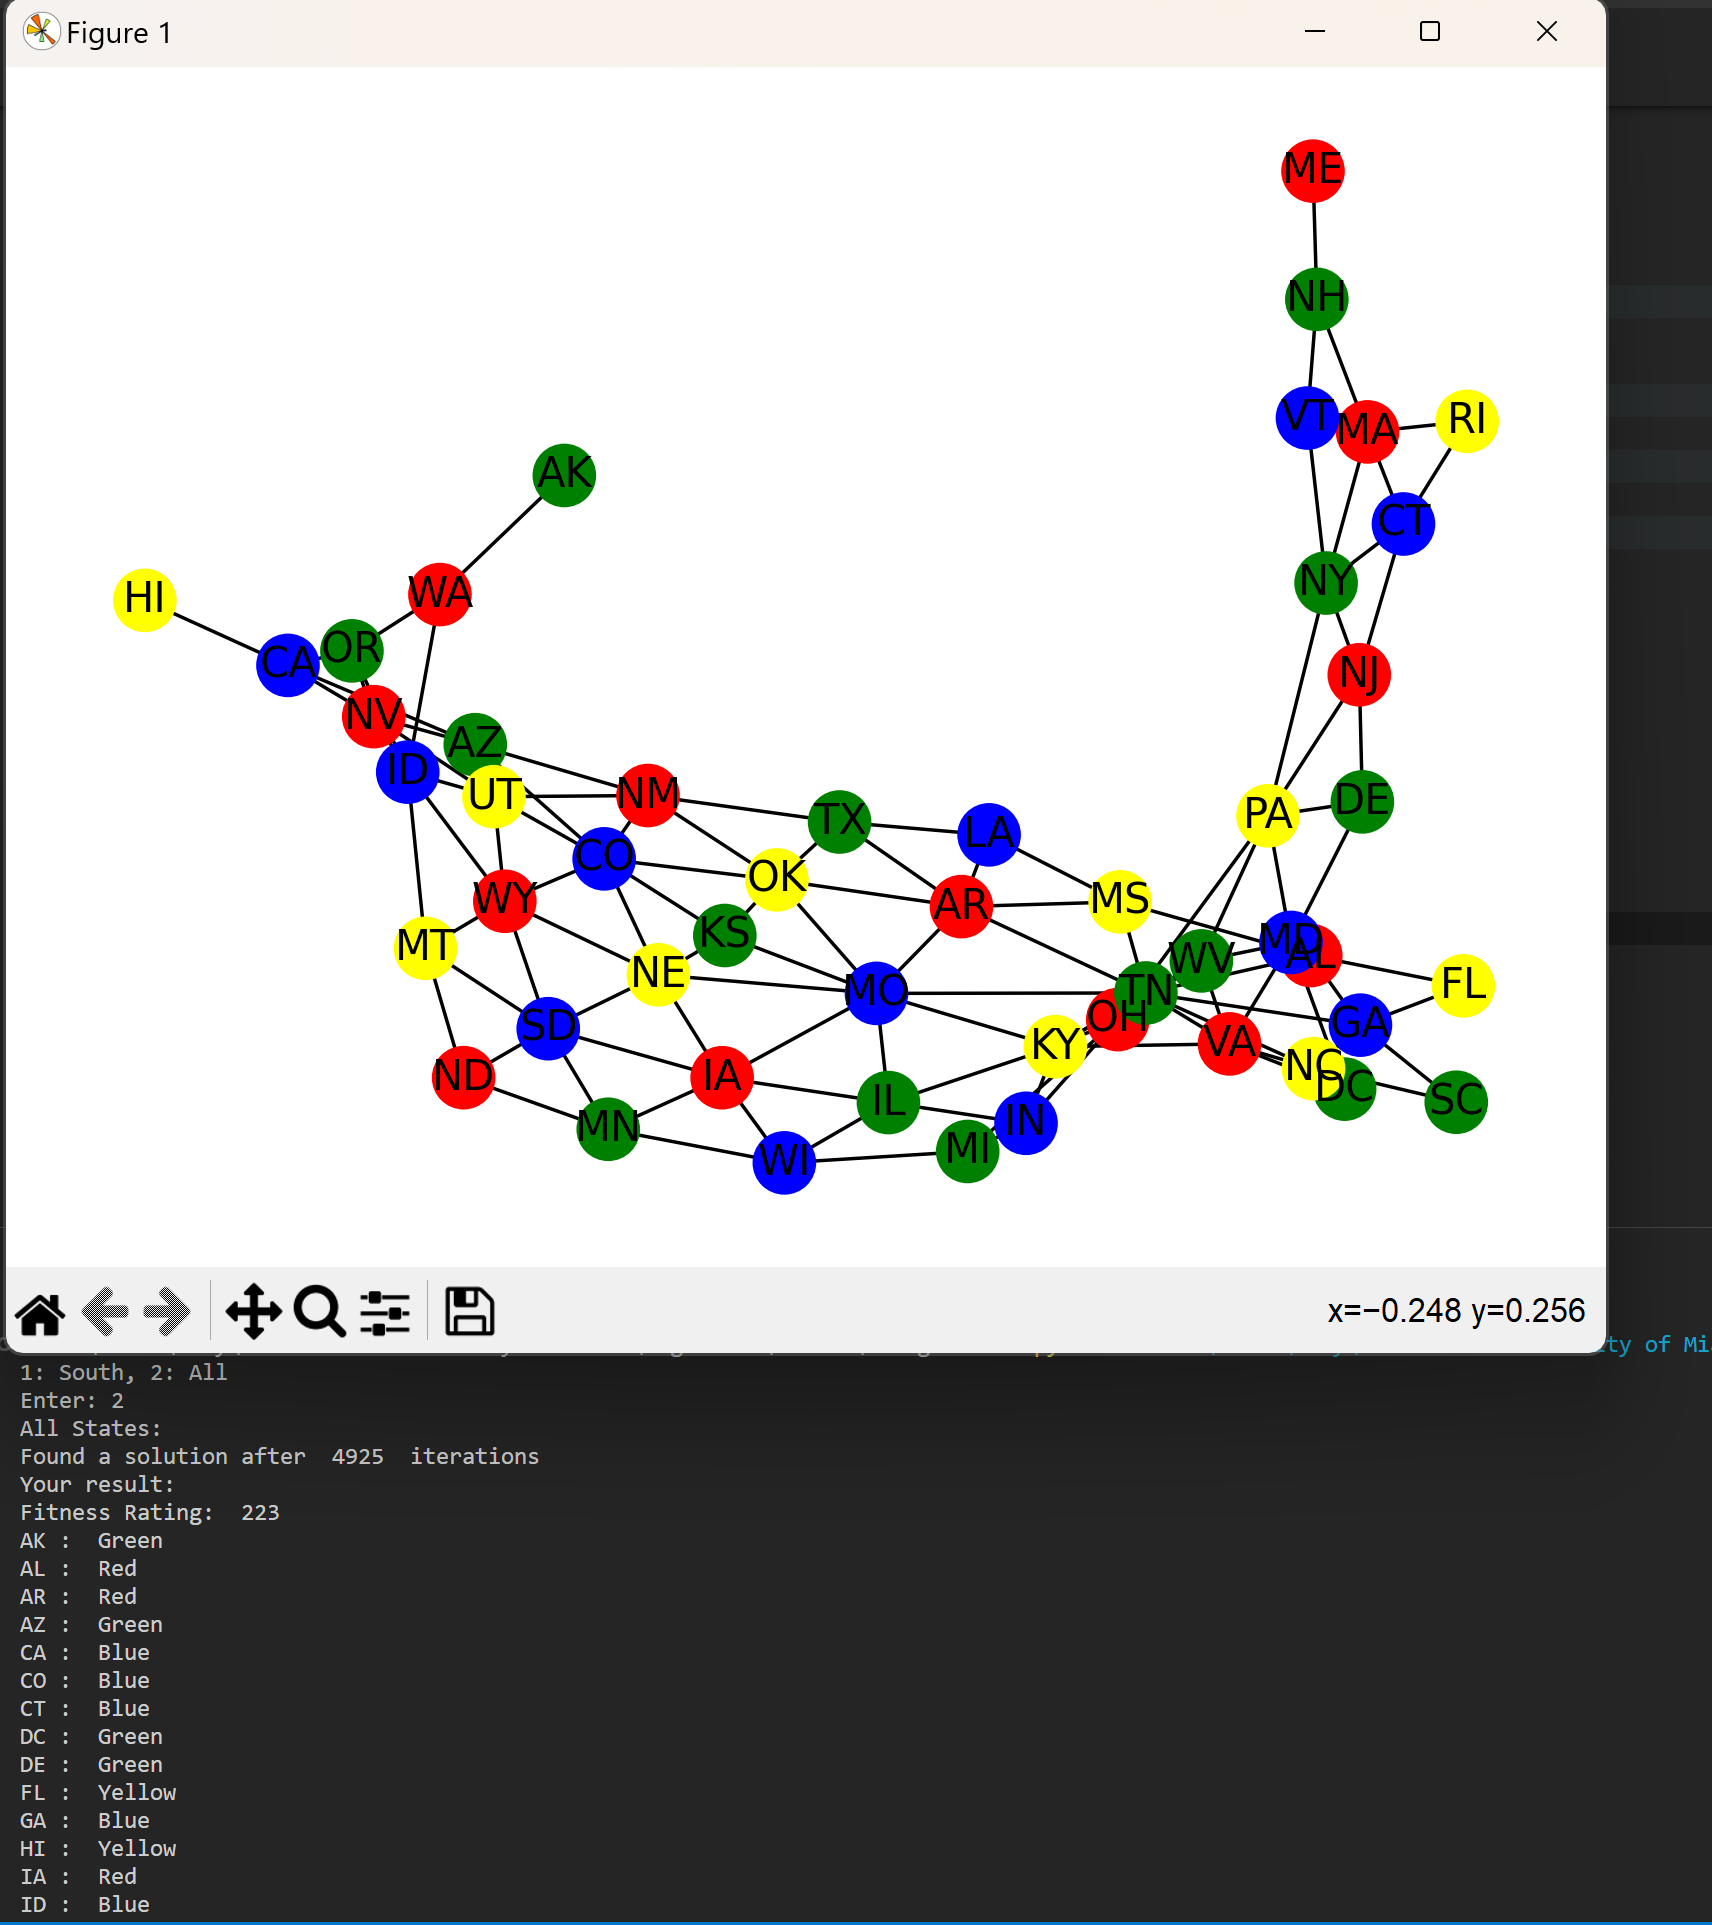 Figure 1
ME
NH
VT
MA
RI
AK
CT
NY
HI
WA
OR
CA
NJ
NV
AZ
ID
UT
NM
DE
PA
TX
LA
CO
OK
WY
AR
MS
KS
MT
MD
AL
WV
NE
FL
MO
TN
OH
GA
SD
KY
VA
NC
ND
IA
DC
IL
SC
MN
IN
MI
WI
x=−0.248 y=0.256
ty of Mi
1: South, 2: All
Enter: 2
All States:
Found a solution after  4925  iterations
Your result:
Fitness Rating:  223
AK :  Green
AL :  Red
AR :  Red
AZ :  Green
CA :  Blue
CO :  Blue
CT :  Blue
DC :  Green
DE :  Green
FL :  Yellow
GA :  Blue
HI :  Yellow
IA :  Red
ID :  Blue